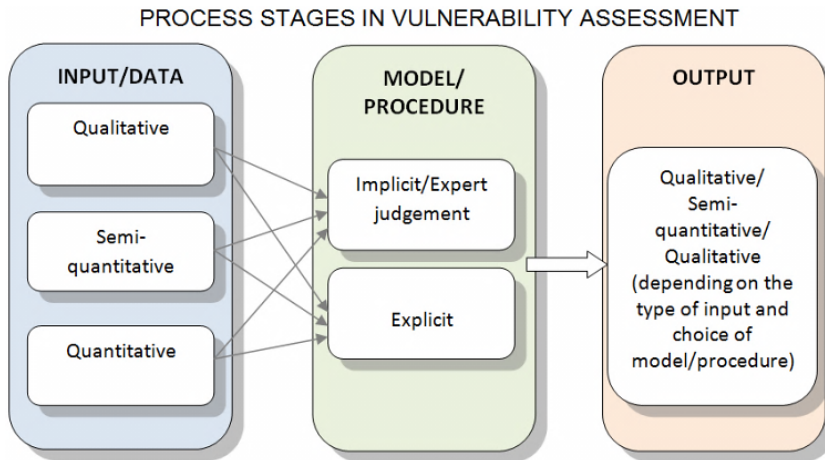 PROCESS STAGES IN VULNERABILITY ASSESSMENT
INPUT/DATA
Qualitative
Semi-
quantitative
Quantitative
MODEL/
PROCEDURE
Implicit/Expert
judgement
Explicit
OUTPUT
Qualitative/
Semi-
quantitative/
Qualitative
(depending on the
type of input and
choice of
model/procedure)